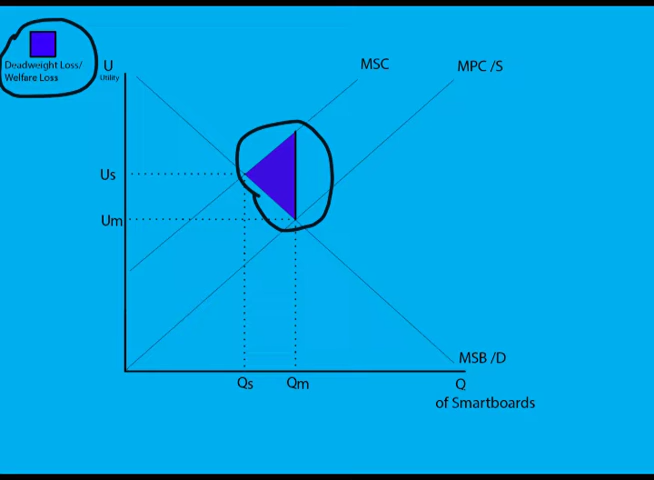 Deadweight Loss/
Welfare Loss
U
Utility
MSC
MPC /S
Us
Um
MSB /D
Qs
Qm
Q
of Smartboards